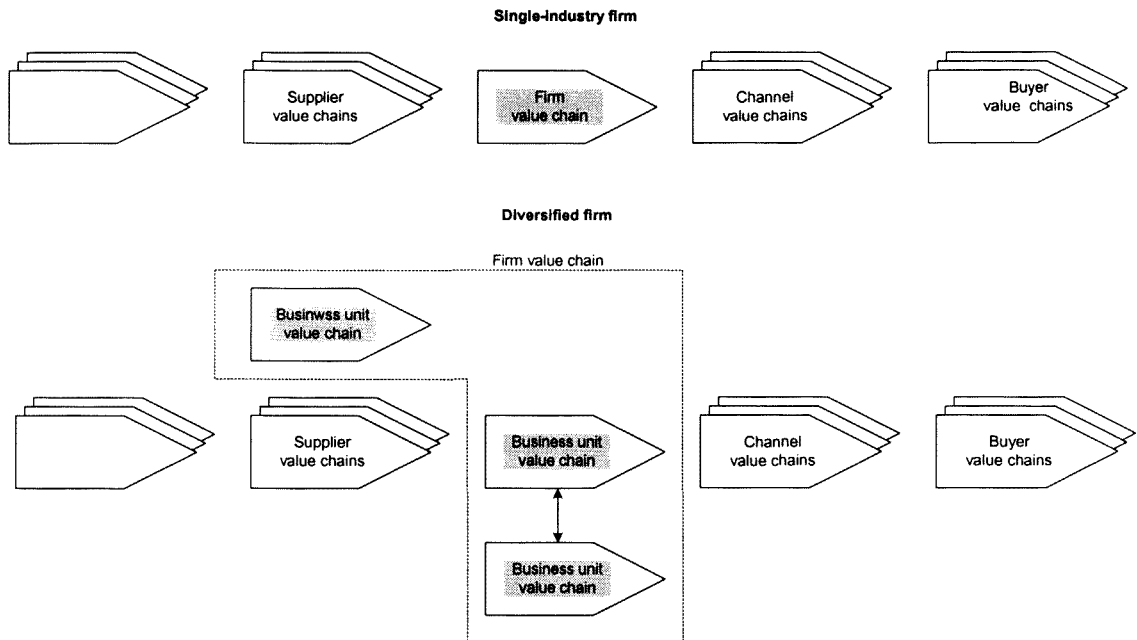 Single-industry firm
Supplier
value chains
Firm
value chain
Channel
value chains
Buyer
value chains
Diversified firm
Firm value chain
Businwss unit
value chain
Supplier
value chains
Business unit
value chain
Channel
value chains
Buyer
value chains
Business unit
value chain